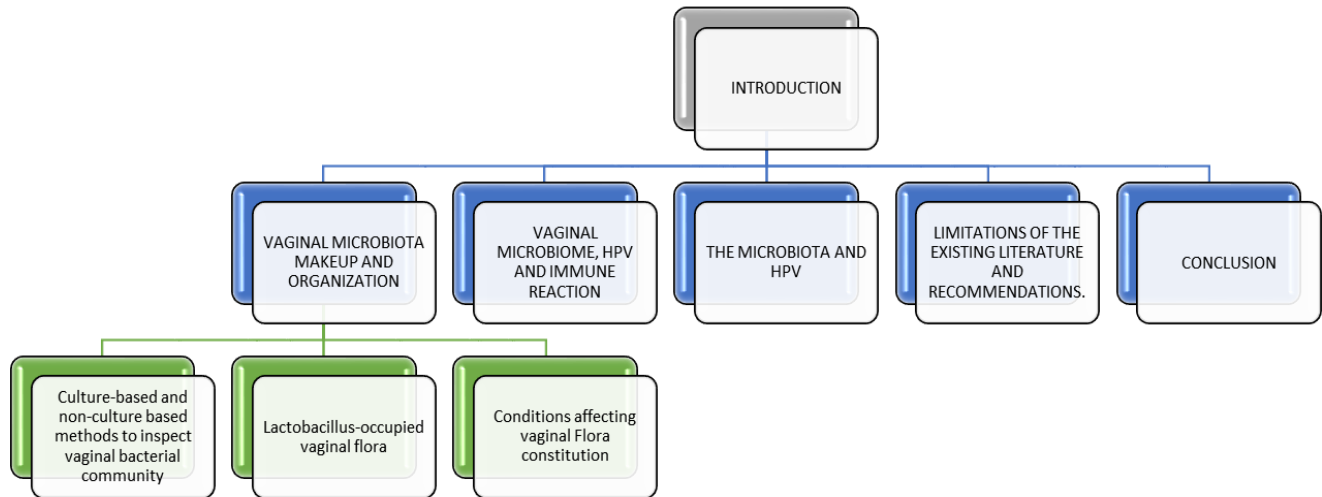 INTRODUCTION
VAGINAL MICROBIOTA
MAKEUP AND
ORGANIZATION
VAGINAL
MICROBIOME, HPV
AND IMMUNE
REACTION
THE MICROBIOTA AND
HPV
LIMITATIONS OF THE
EXISTING LITERATURE
AND
RECOMMENDATIONS.
CONCLUSION
Culture-based and
non-culture based
methods to inspect
vaginal bacterial
community
Lactobacillus-occupied
vaginal flora
Conditions affecting
vaginal Flora
constitution